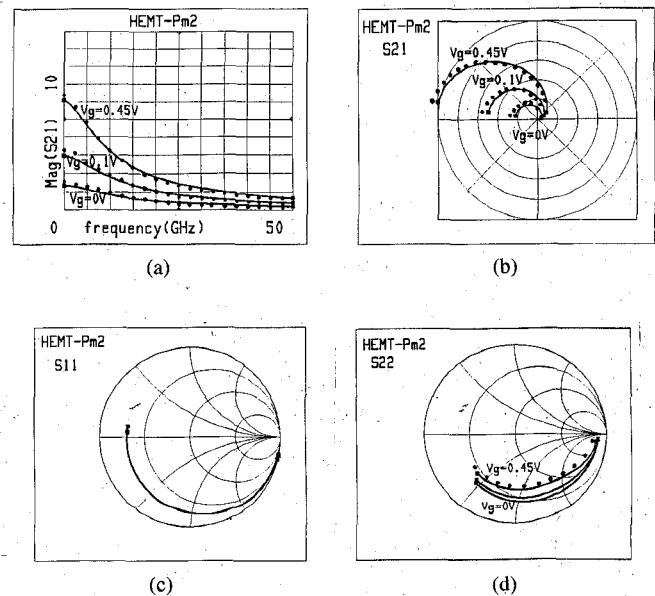 HEMT-Pm2
Mag(S21)
10
Vg=0.45V
Vg=0.1V
Vg=0V
0 frequency(GHz) 50
(a)
HEMT-Pm2
S21
Vg=0.45V
Vg=0.1V
Vg=0V
(b)
HEMT-Pm2
S11
(c)
HEMT-Pm2
S22
Vg=0.45V
Vg=0V
(d)